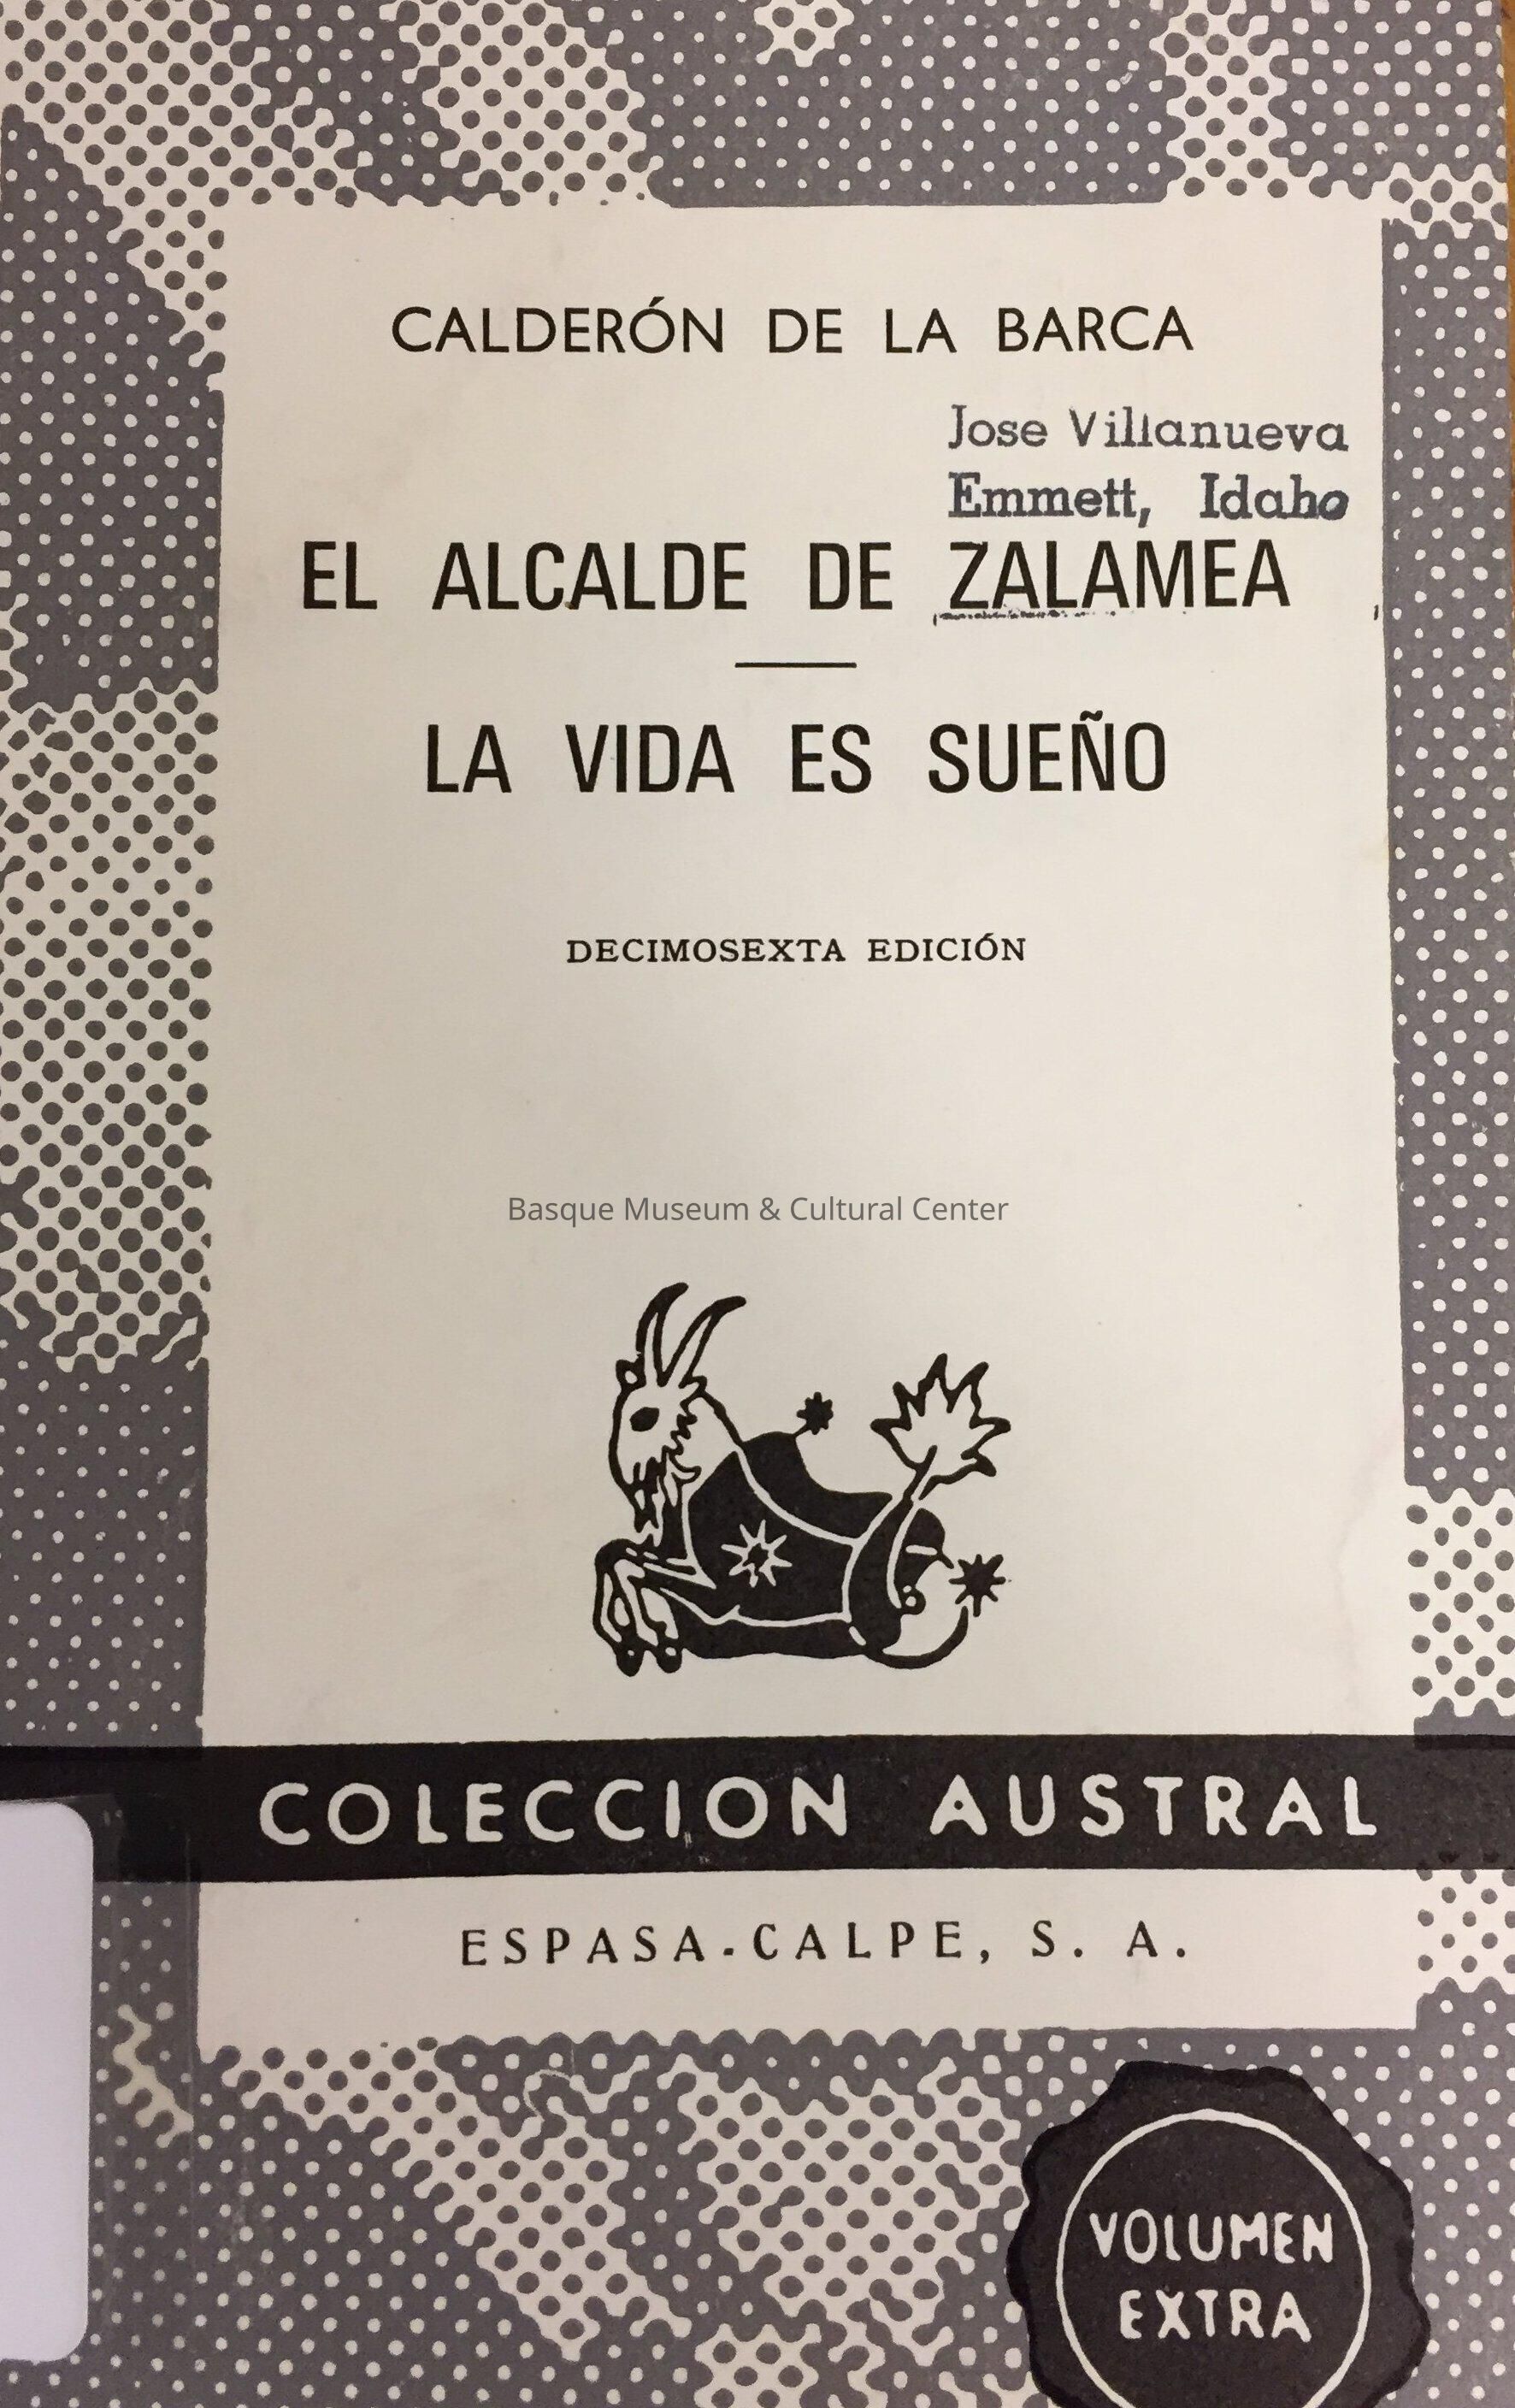 CALDERÓN DE LA BARCA
Jose Villanueva
Emmett, Idaho
EL ALCALDE DE ZALAMEA
LA VIDA ES SUEÑO
DECIMOSEXTA EDICIÓN
Basque Museum & Cultural Center
COLECCION AUSTRAL
ESPASA-CALPE, S. A.
VOLUMEN
EXTRA